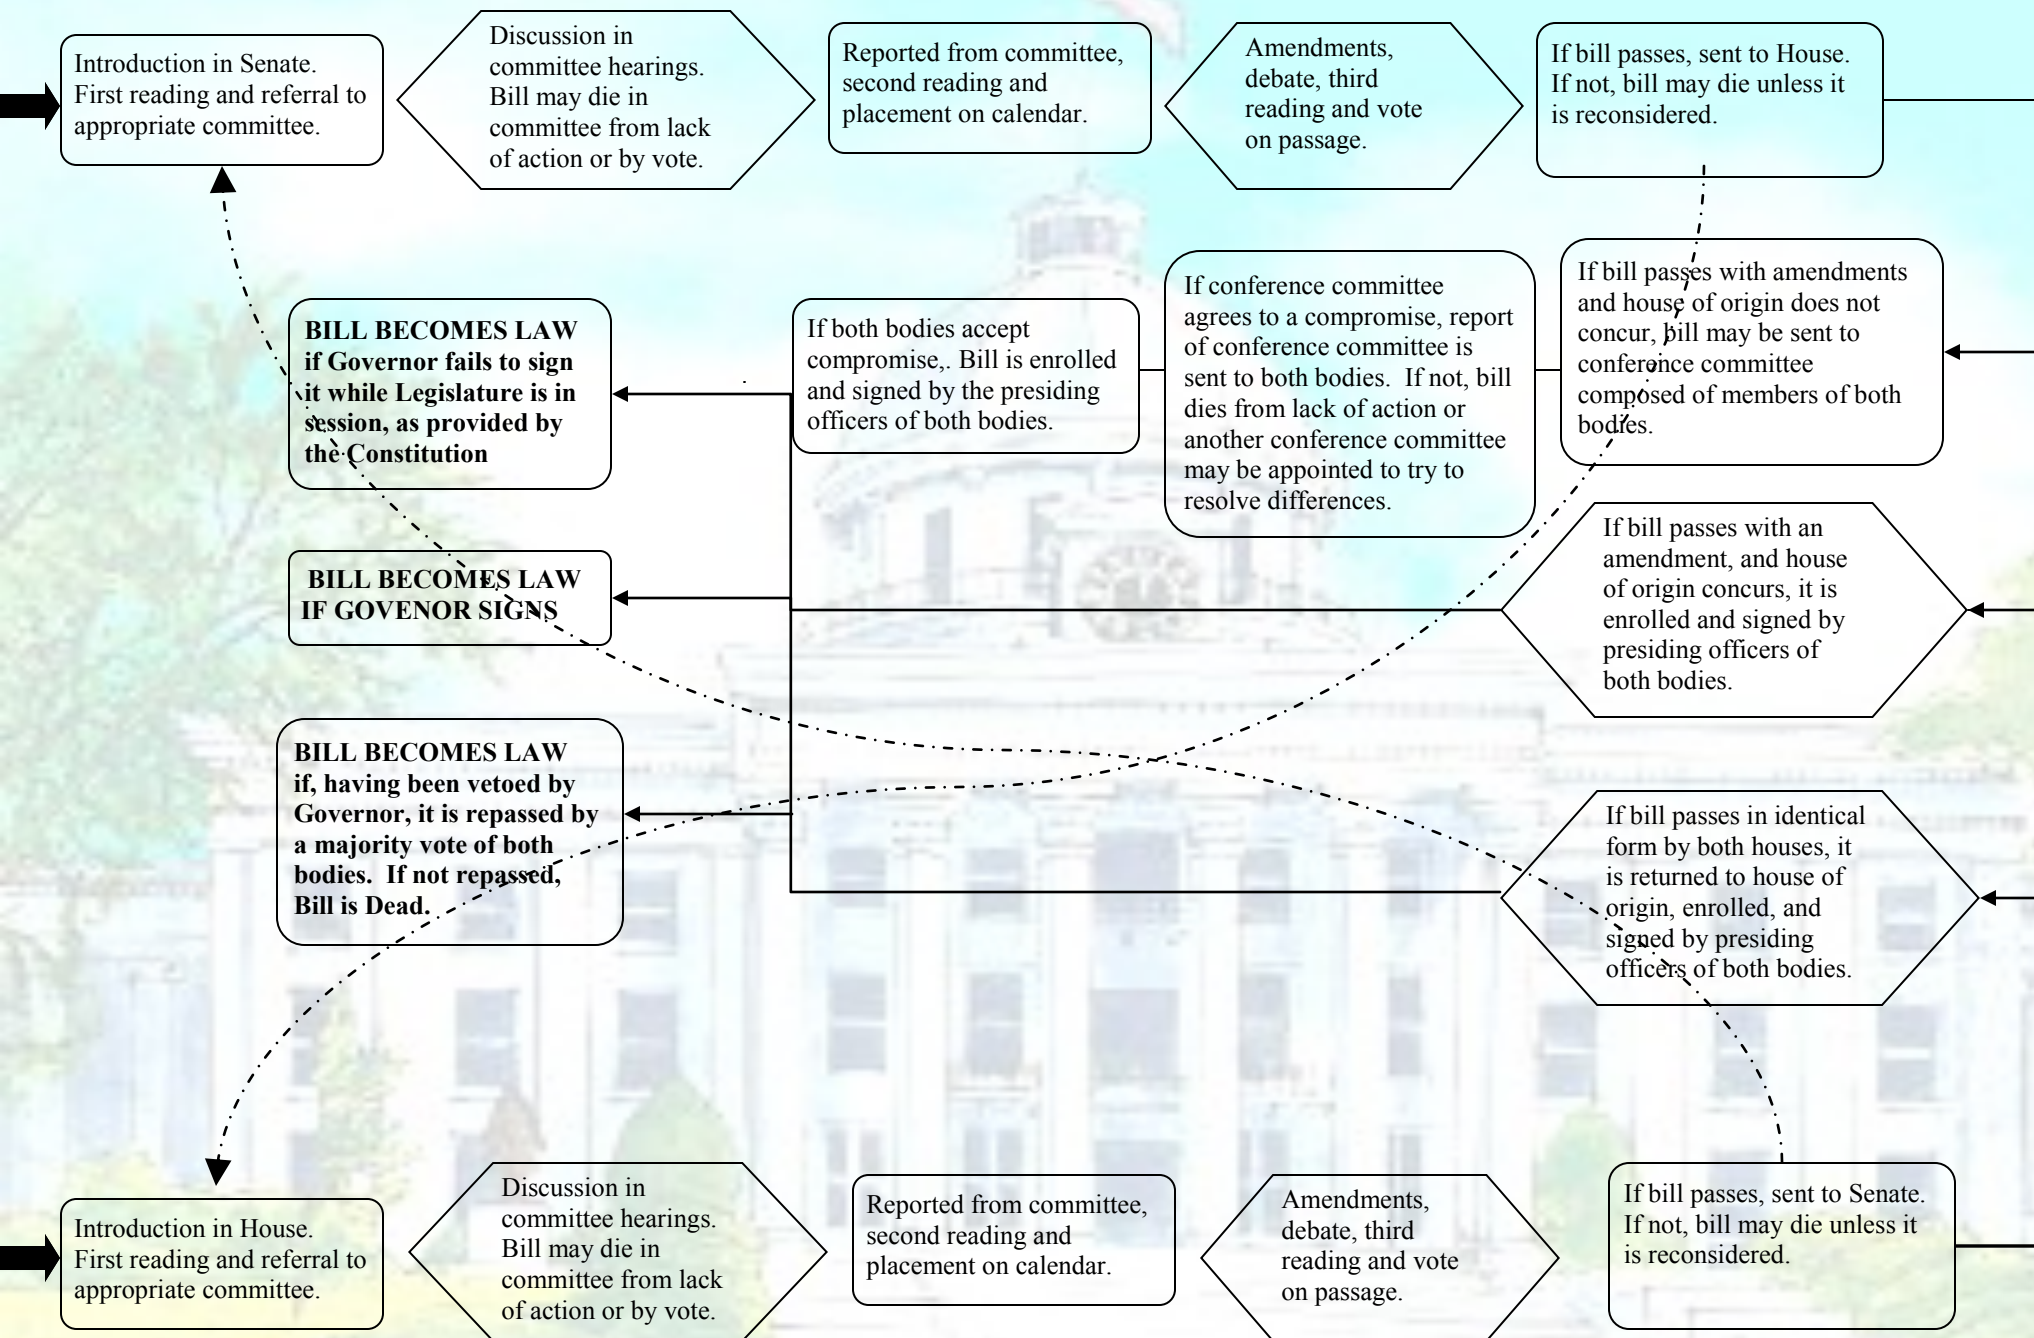 Introduction in Senate.
First reading and referral to
appropriate committee.
Discussion in
committee hearings.
Bill may die in
committee from lack
of action or by vote.
Reported from committee,
second reading and
placement on calendar.
Amendments,
debate, third
reading and vote
on passage.
If bill passes, sent to House.
If not, bill may die unless it
is reconsidered.
BILL BECOMES LAW
if Governor fails to sign
it while Legislature is in
session, as provided by
the Constitution
If both bodies accept
compromise,. Bill is enrolled
and signed by the presiding
officers of both bodies.
If conference committee
agrees to a compromise, report
of conference committee is
sent to both bodies.  If not, bill
dies from lack of action or
another conference committee
may be appointed to try to
resolve differences.
If bill passes with amendments
and house of origin does not
concur, bill may be sent to
conference committee
composed of members of both
bodies.
BILL BECOMES LAW
IF GOVENOR SIGNS
If bill passes with an
amendment, and house
of origin concurs, it is
enrolled and signed by
presiding officers of
both bodies.
BILL BECOMES LAW
if, having been vetoed by
Governor, it is repassed by
a majority vote of both
bodies.  If not repassed,
Bill is Dead.
If bill passes in identical
form by both houses, it
is returned to house of
origin, enrolled, and
signed by presiding
officers of both bodies.
Introduction in House.
First reading and referral to
appropriate committee.
Discussion in
committee hearings.
Bill may die in
committee from lack
of action or by vote.
Reported from committee,
second reading and
placement on calendar.
Amendments,
debate, third
reading and vote
on passage.
If bill passes, sent to Senate.
If not, bill may die unless it
is reconsidered.